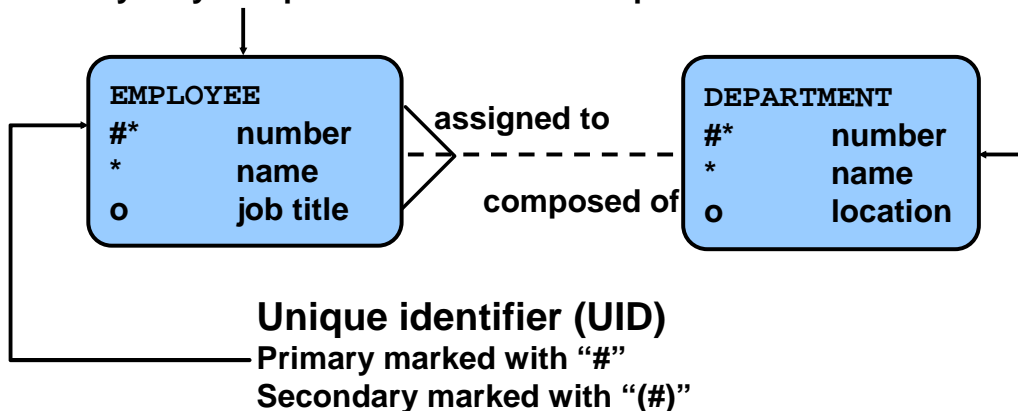 EMPLOYEE
#* number
* name
o job title
assigned to
composed of
DEPARTMENT
#* number
* name
o location
Unique identifier (UID)
Primary marked with “#”
Secondary marked with “(#)”